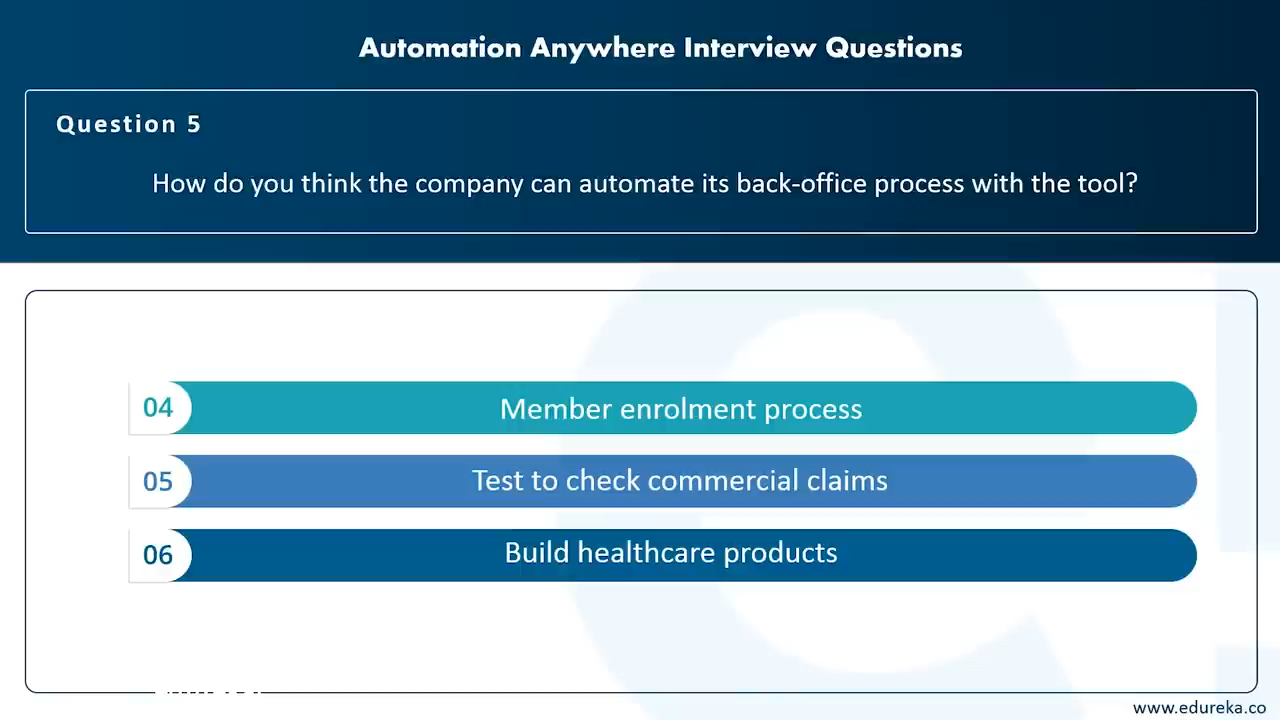 Automation Anywhere Interview Questions
Question 5
How do you think the company can automate its back-office process with the tool?
04 Member enrolment process
05 Test to check commercial claims
06 Build healthcare products
www.edureka.co